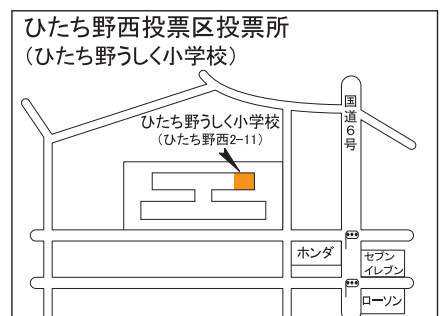 ひたち野西投票区投票所
(ひたち野うしく小学校)
ひたち野うしく小学校
(ひたち野西2-11)
国道6号
ホンダ
セブン
イレブン
ローソン